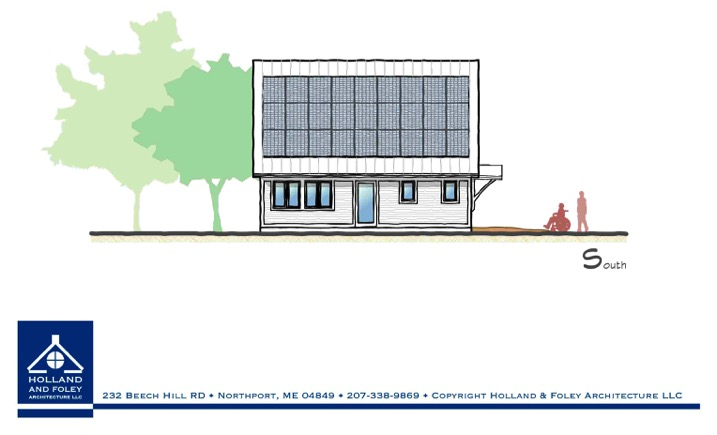 South
HOLLAND
AND FOLEY
ARCHITECTURE LLC
232 BEECH HILL RD • NORTHPORT, ME 04849 • 207-338-9869 • COPYRIGHT HOLLAND & FOLEY ARCHITECTURE LLC